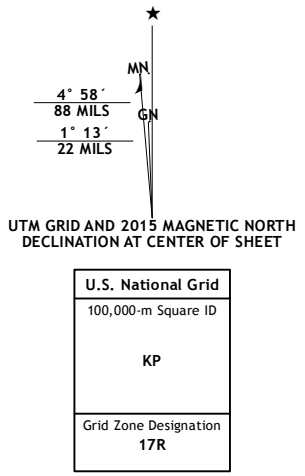 MN.
4° 58´
88 MILS
GN
1° 13´
22 MILS
UTM GRID AND 2015 MAGNETIC NORTH
DECLINATION AT CENTER OF SHEET
U.S. National Grid
100,000-m Square ID
KP
Grid Zone Designation
17R